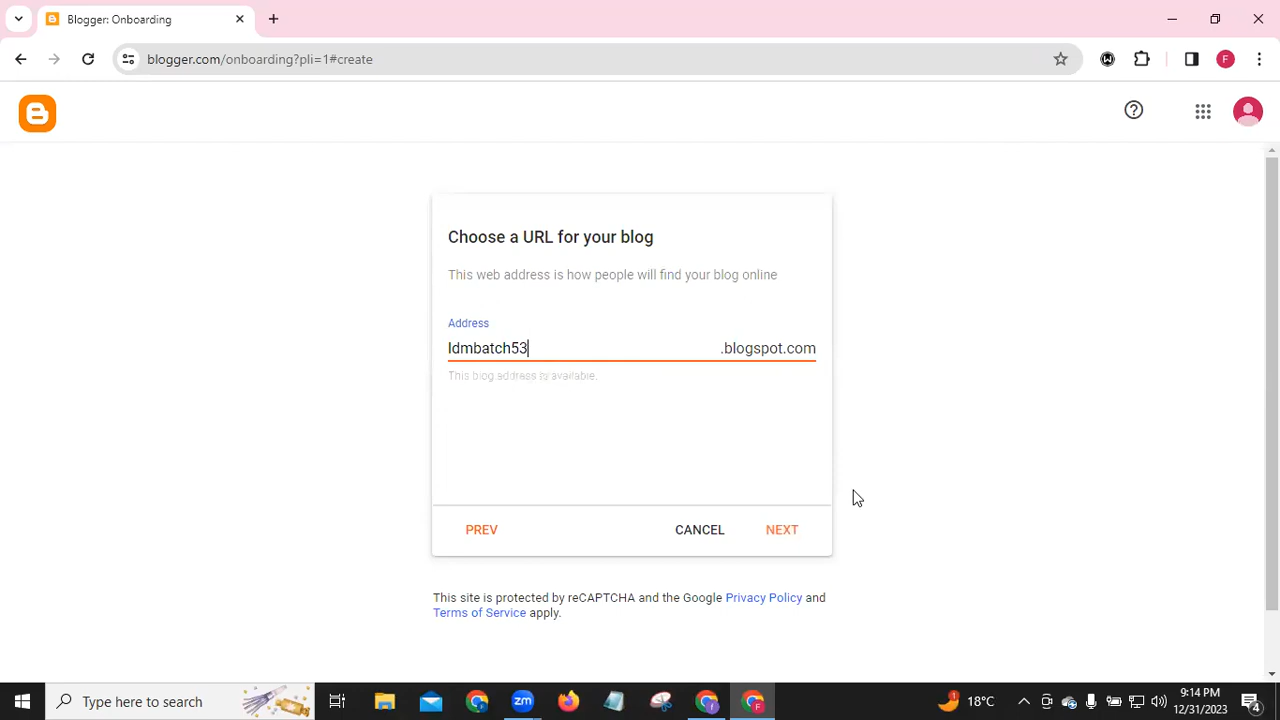 Blogger: Onboarding
blogger.com/onboarding?pli=1#create
F
Choose a URL for your blog
This web address is how people will find your blog online
Address
ldmbatch53
.blogspot.com
This blog address is available.
PREV
CANCEL
NEXT
This site is protected by reCAPTCHA and the Google Privacy Policy and
Terms of Service apply.
Type here to search
zm
F
18°C
9:14 PM
12/31/2023
4